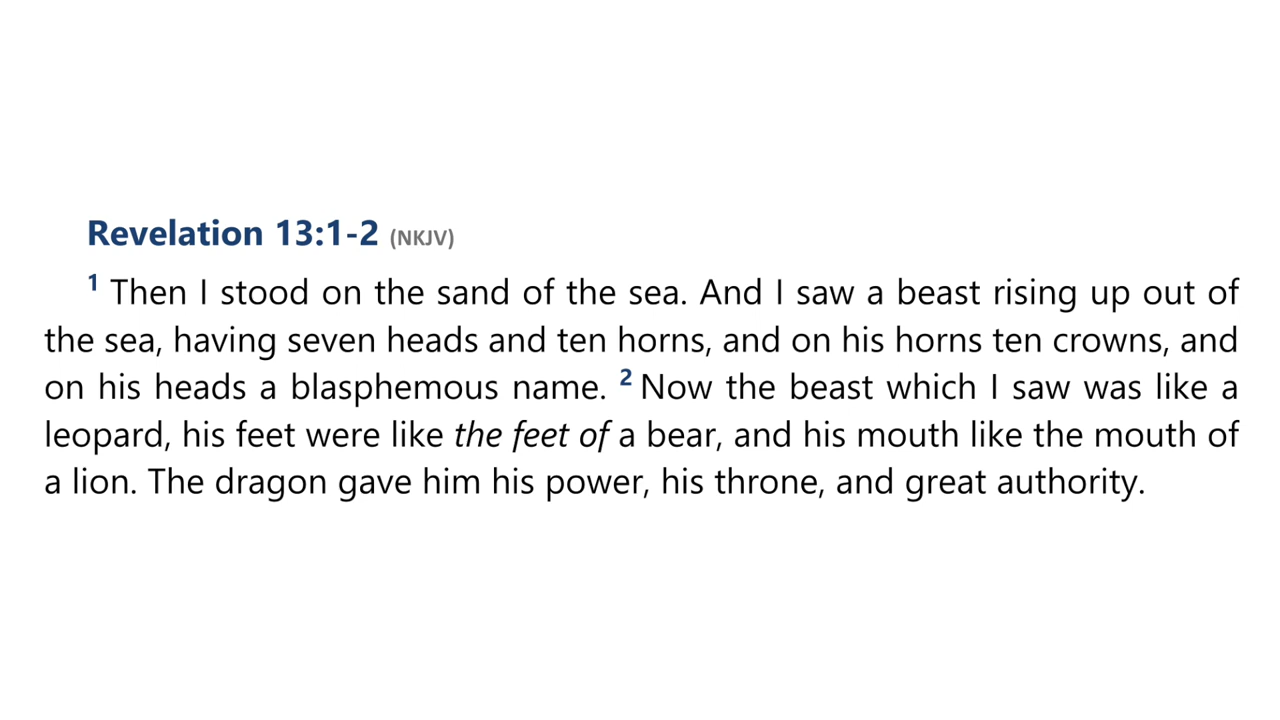 Revelation 13:1-2 (NKJV)
1 Then I stood on the sand of the sea. And I saw a beast rising up out of
the sea, having seven heads and ten horns, and on his horns ten crowns, and
on his heads a blasphemous name. 2 Now the beast which I saw was like a
leopard, his feet were like the feet of a bear, and his mouth like the mouth of
a lion. The dragon gave him his power, his throne, and great authority.